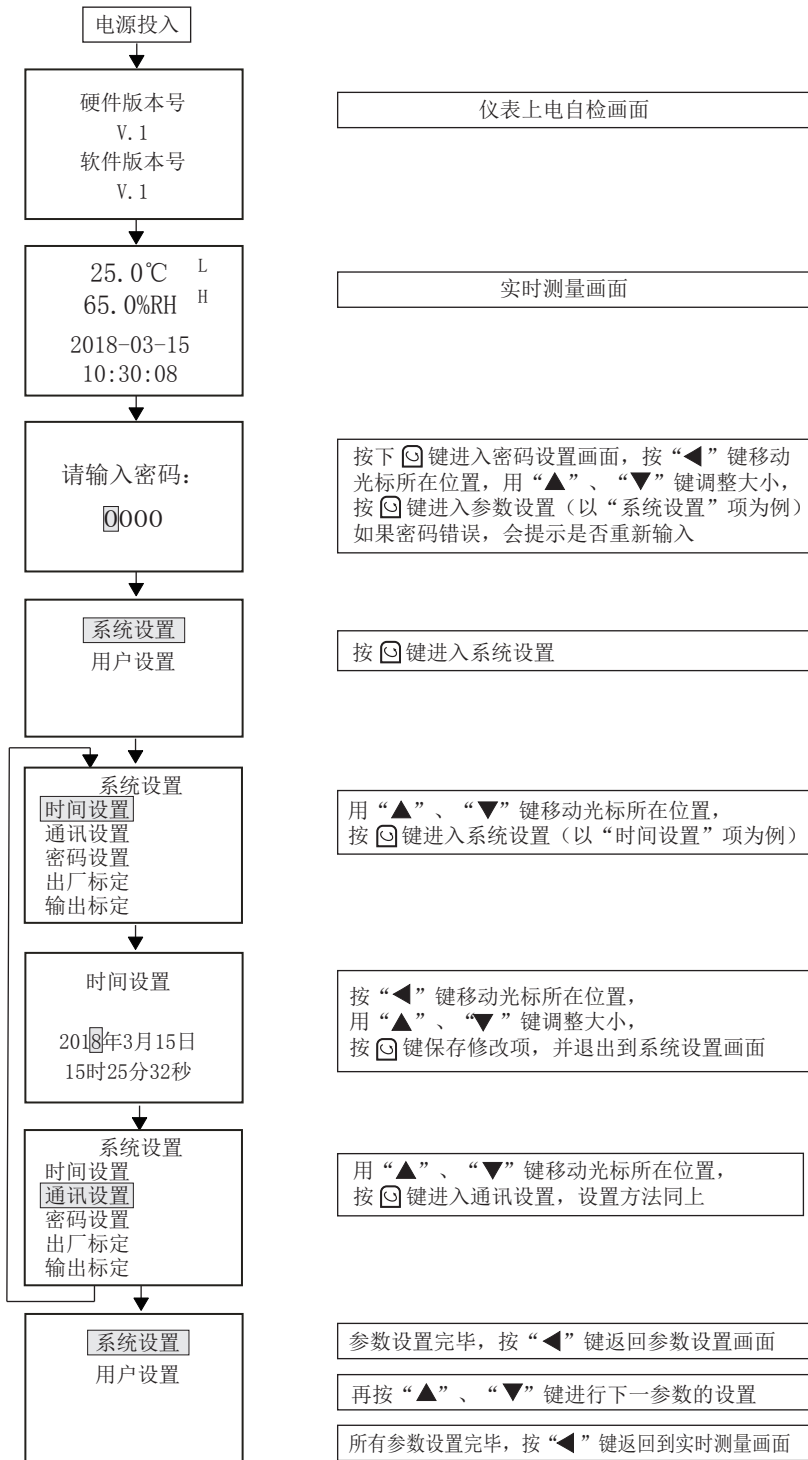 电源投入
硬件版本号
V.1
软件版本号
V.1
仪表上电自检画面
25.0℃ L
65.0%RH H
2018-03-15
10:30:08
实时测量画面
请输入密码:
0000
按下键进入密码设置画面，按“◀”键移动
光标所在位置，用“▲”、“▼”键调整大小，
按键进入参数设置（以“系统设置”项为例）
如果密码错误，会提示是否重新输入
系统设置
用户设置
按键进入系统设置
系统设置
时间设置
通讯设置
密码设置
出厂标定
输出标定
用“▲”、“▼”键移动光标所在位置，
按键进入系统设置（以“时间设置”项为例）
时间设置
2018年3月15日
15时25分32秒
按“◀”键移动光标所在位置，
用“▲”、“▼”键调整大小，
按键保存修改项，并退出到系统设置画面
系统设置
时间设置
通讯设置
密码设置
出厂标定
输出标定
用“▲”、“▼”键移动光标所在位置，
按键进入通讯设置，设置方法同上
系统设置
用户设置
参数设置完毕，按“◀”键返回参数设置画面
再按“▲”、“▼”键进行下一参数的设置
所有参数设置完毕，按“◀”键返回到实时测量画面